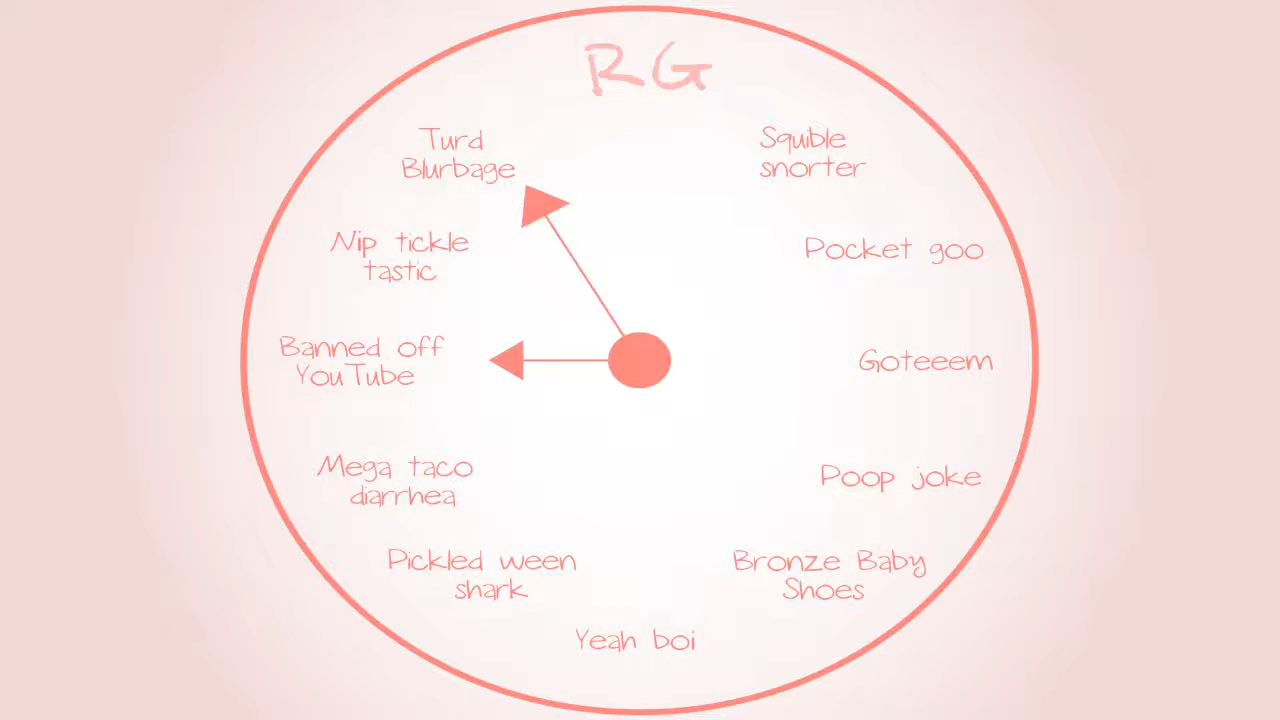 RG
Turd
Blurbage
Squible
snorter
Nip tickle
tastic
Pocket goo
Banned off
YouTube
Goteeem
Mega taco
diarrhea
Poop joke
Pickled ween
shark
Bronze Baby
Shoes
Yeah boi